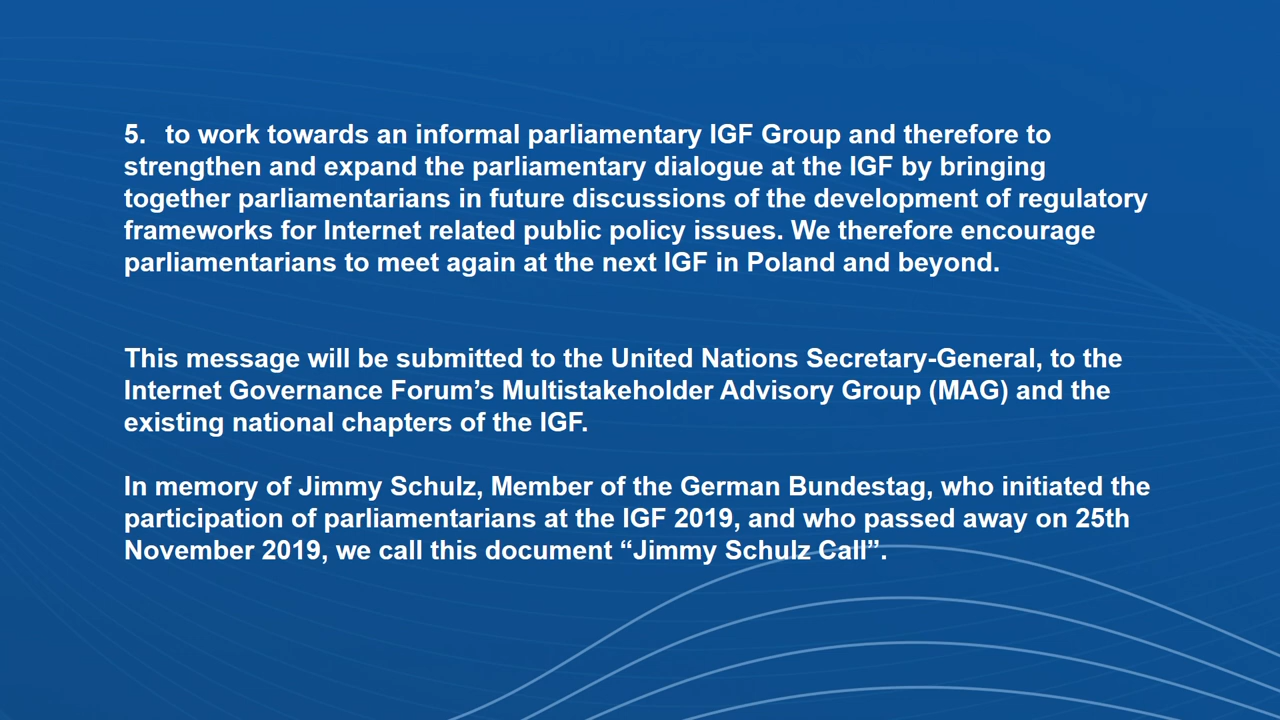 5. to work towards an informal parliamentary IGF Group and therefore to
strengthen and expand the parliamentary dialogue at the IGF by bringing
together parliamentarians in future discussions of the development of regulatory
frameworks for Internet related public policy issues. We therefore encourage
parliamentarians to meet again at the next IGF in Poland and beyond.
This message will be submitted to the United Nations Secretary-General, to the
Internet Governance Forum’s Multistakeholder Advisory Group (MAG) and the
existing national chapters of the IGF.
In memory of Jimmy Schulz, Member of the German Bundestag, who initiated the
participation of parliamentarians at the IGF 2019, and who passed away on 25th
November 2019, we call this document “Jimmy Schulz Call”.